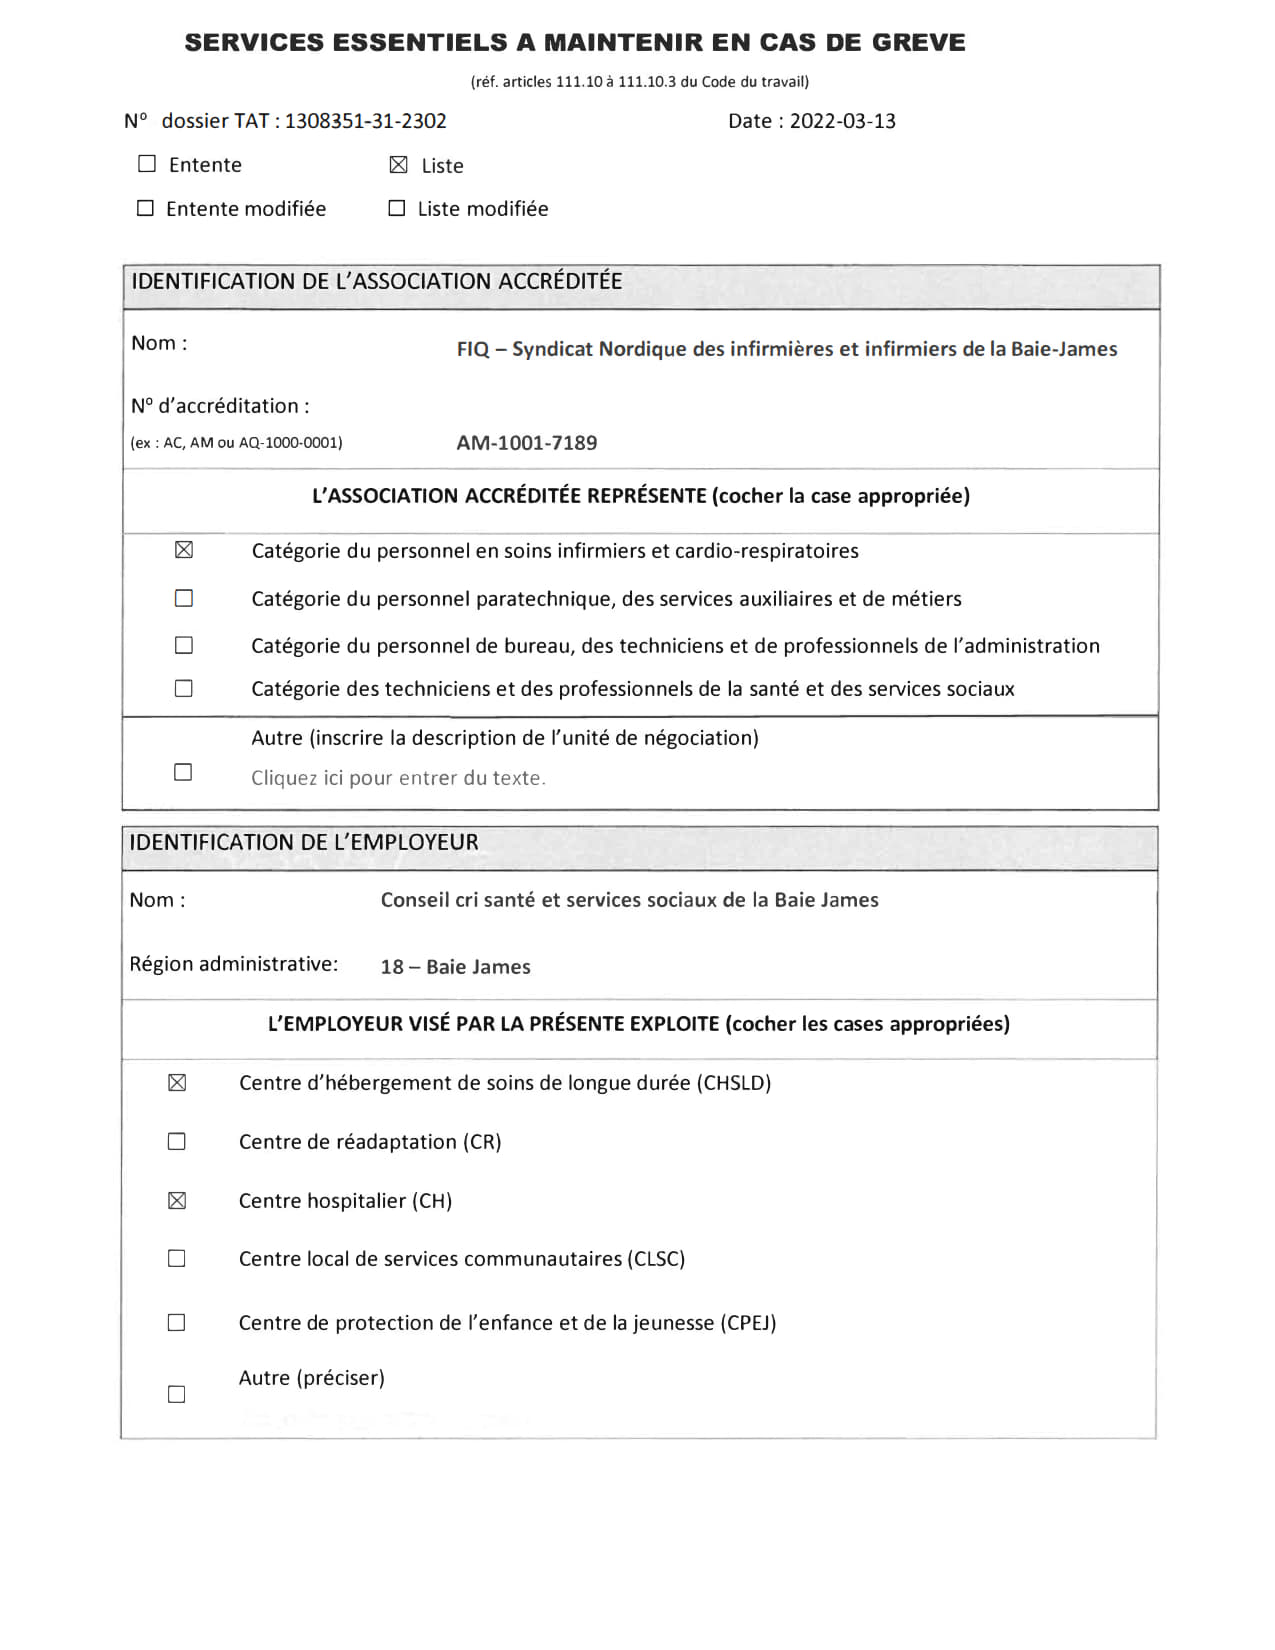 SERVICES ESSENTIELS A MAINTENIR EN CAS DE GREVE
(réf. articles 111.10 à 111.10.3 du Code du travail)
Nº dossier TAT : 1308351-31-2302 Date : 2022-03-13
☐ Entente ☒ Liste
☐ Entente modifiée ☐ Liste modifiée
IDENTIFICATION DE L’ASSOCIATION ACCRÉDITÉE
Nom : FIQ – Syndicat Nordique des infirmières et infirmiers de la Baie-James
Nº d’accréditation :
(ex : AC, AM ou AQ-1000-0001) AM-1001-7189
L’ASSOCIATION ACCRÉDITÉE REPRÉSENTE (cocher la case appropriée)
☒ Catégorie du personnel en soins infirmiers et cardio-respiratoires
☐ Catégorie du personnel paratechnique, des services auxiliaires et de métiers
☐ Catégorie du personnel de bureau, des techniciens et de professionnels de l’administration
☐ Catégorie des techniciens et des professionnels de la santé et des services sociaux
Autre (inscrire la description de l’unité de négociation)
☐ Cliquez ici pour entrer du texte.
IDENTIFICATION DE L’EMPLOYEUR
Nom : Conseil cri santé et services sociaux de la Baie James
Région administrative: 18 – Baie James
L’EMPLOYEUR VISÉ PAR LA PRÉSENTE EXPLOITE (cocher les cases appropriées)
☒ Centre d’hébergement de soins de longue durée (CHSLD)
☐ Centre de réadaptation (CR)
☒ Centre hospitalier (CH)
☐ Centre local de services communautaires (CLSC)
☐ Centre de protection de l’enfance et de la jeunesse (CPEJ)
☐ Autre (préciser)